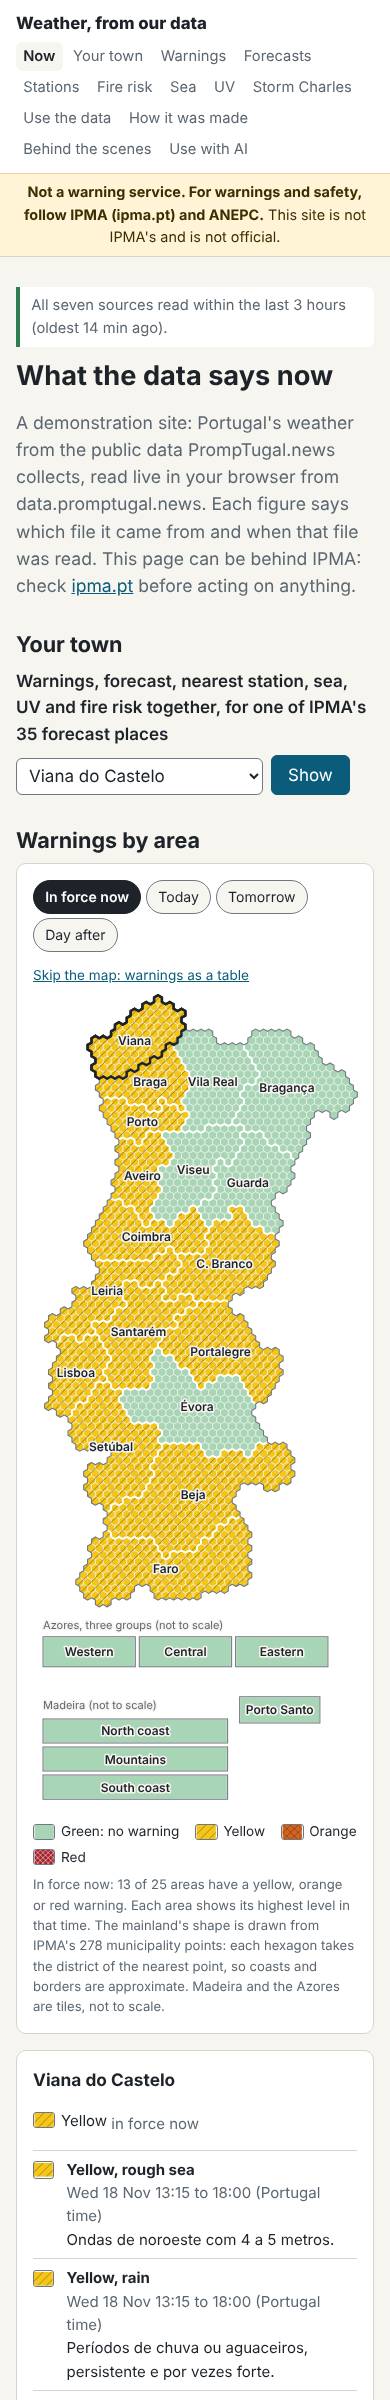 Weather, from our data
Now Your town Warnings Forecasts
Stations Fire risk Sea UV Storm Charles
Use the data How it was made
Behind the scenes Use with AI
Not a warning service. For warnings and safety,
follow IPMA (ipma.pt) and ANEPC. This site is not
IPMA's and is not official.
All seven sources read within the last 3 hours
(oldest 14 min ago).
What the data says now
A demonstration site: Portugal's weather
from the public data PrompTugal.news
collects, read live in your browser from
data.promptugal.news. Each figure says
which file it came from and when that file
was read. This page can be behind IPMA:
check ipma.pt before acting on anything.
Your town
Warnings, forecast, nearest station, sea,
UV and fire risk together, for one of IPMA's
35 forecast places
Viana do Castelo Show
Warnings by area
In force now Today Tomorrow
Day after
Skip the map: warnings as a table
Viana
Braga Vila Real Bragança
Porto
Aveiro Viseu Guarda
Coimbra
C. Branco
Leiria
Santarém
Portalegre
Lisboa
Évora
Setúbal
Beja
Faro
Azores, three groups (not to scale)
Western Central Eastern
Madeira (not to scale) Porto Santo
North coast
Mountains
South coast
Green: no warning Yellow Orange
Red
In force now: 13 of 25 areas have a yellow, orange
or red warning. Each area shows its highest level in
that time. The mainland's shape is drawn from
IPMA's 278 municipality points: each hexagon takes
the district of the nearest point, so coasts and
borders are approximate. Madeira and the Azores
are tiles, not to scale.
Viana do Castelo
Yellow in force now
Yellow, rough sea
Wed 18 Nov 13:15 to 18:00 (Portugal
time)
Ondas de noroeste com 4 a 5 metros.
Yellow, rain
Wed 18 Nov 13:15 to 18:00 (Portugal
time)
Períodos de chuva ou aguaceiros,
persistente e por vezes forte.